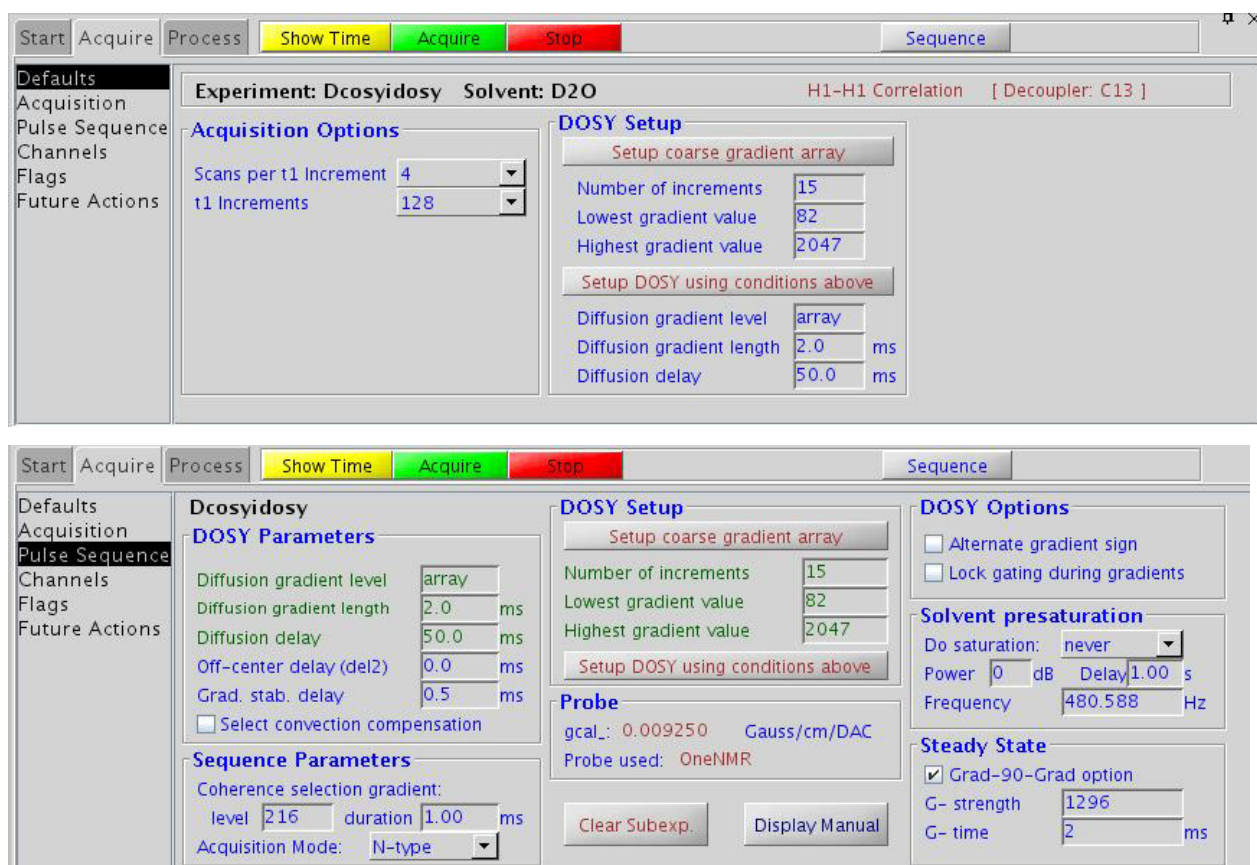 Start Acquire Process Show Time Acquire Stop Sequence
Defaults
Acquisition
Pulse Sequence
Channels
Flags
Future Actions
Experiment: Dcosyidosy Solvent: D2O H1-H1 Correlation [ Decoupler: C13 ]
Acquisition Options
Scans per t1 Increment 4
t1 Increments 128
DOSY Setup
Setup coarse gradient array
Number of increments 15
Lowest gradient value 82
Highest gradient value 2047
Setup DOSY using conditions above
Diffusion gradient level array
Diffusion gradient length 2.0 ms
Diffusion delay 50.0 ms
Start Acquire Process Show Time Acquire Stop Sequence
Defaults
Acquisition
Pulse Sequence
Channels
Flags
Future Actions
Dcosyidosy
DOSY Parameters
Diffusion gradient level array
Diffusion gradient length 2.0 ms
Diffusion delay 50.0 ms
Off-center delay (del2) 0.0 ms
Grad. stab. delay 0.5 ms
Select convection compensation
Sequence Parameters
Coherence selection gradient:
level 216 duration 1.00 ms
Acquisition Mode: N-type
DOSY Setup
Setup coarse gradient array
Number of increments 15
Lowest gradient value 82
Highest gradient value 2047
Setup DOSY using conditions above
Probe
gcal_: 0.009250 Gauss/cm/DAC
Probe used: OneNMR
Clear Subexp. Display Manual
DOSY Options
Alternate gradient sign
Lock gating during gradients
Solvent presaturation
Do saturation: never
Power 0 dB Delay 1.00 s
Frequency 480.588 Hz
Steady State
Grad-90-Grad option
G- strength 1296
G- time 2 ms